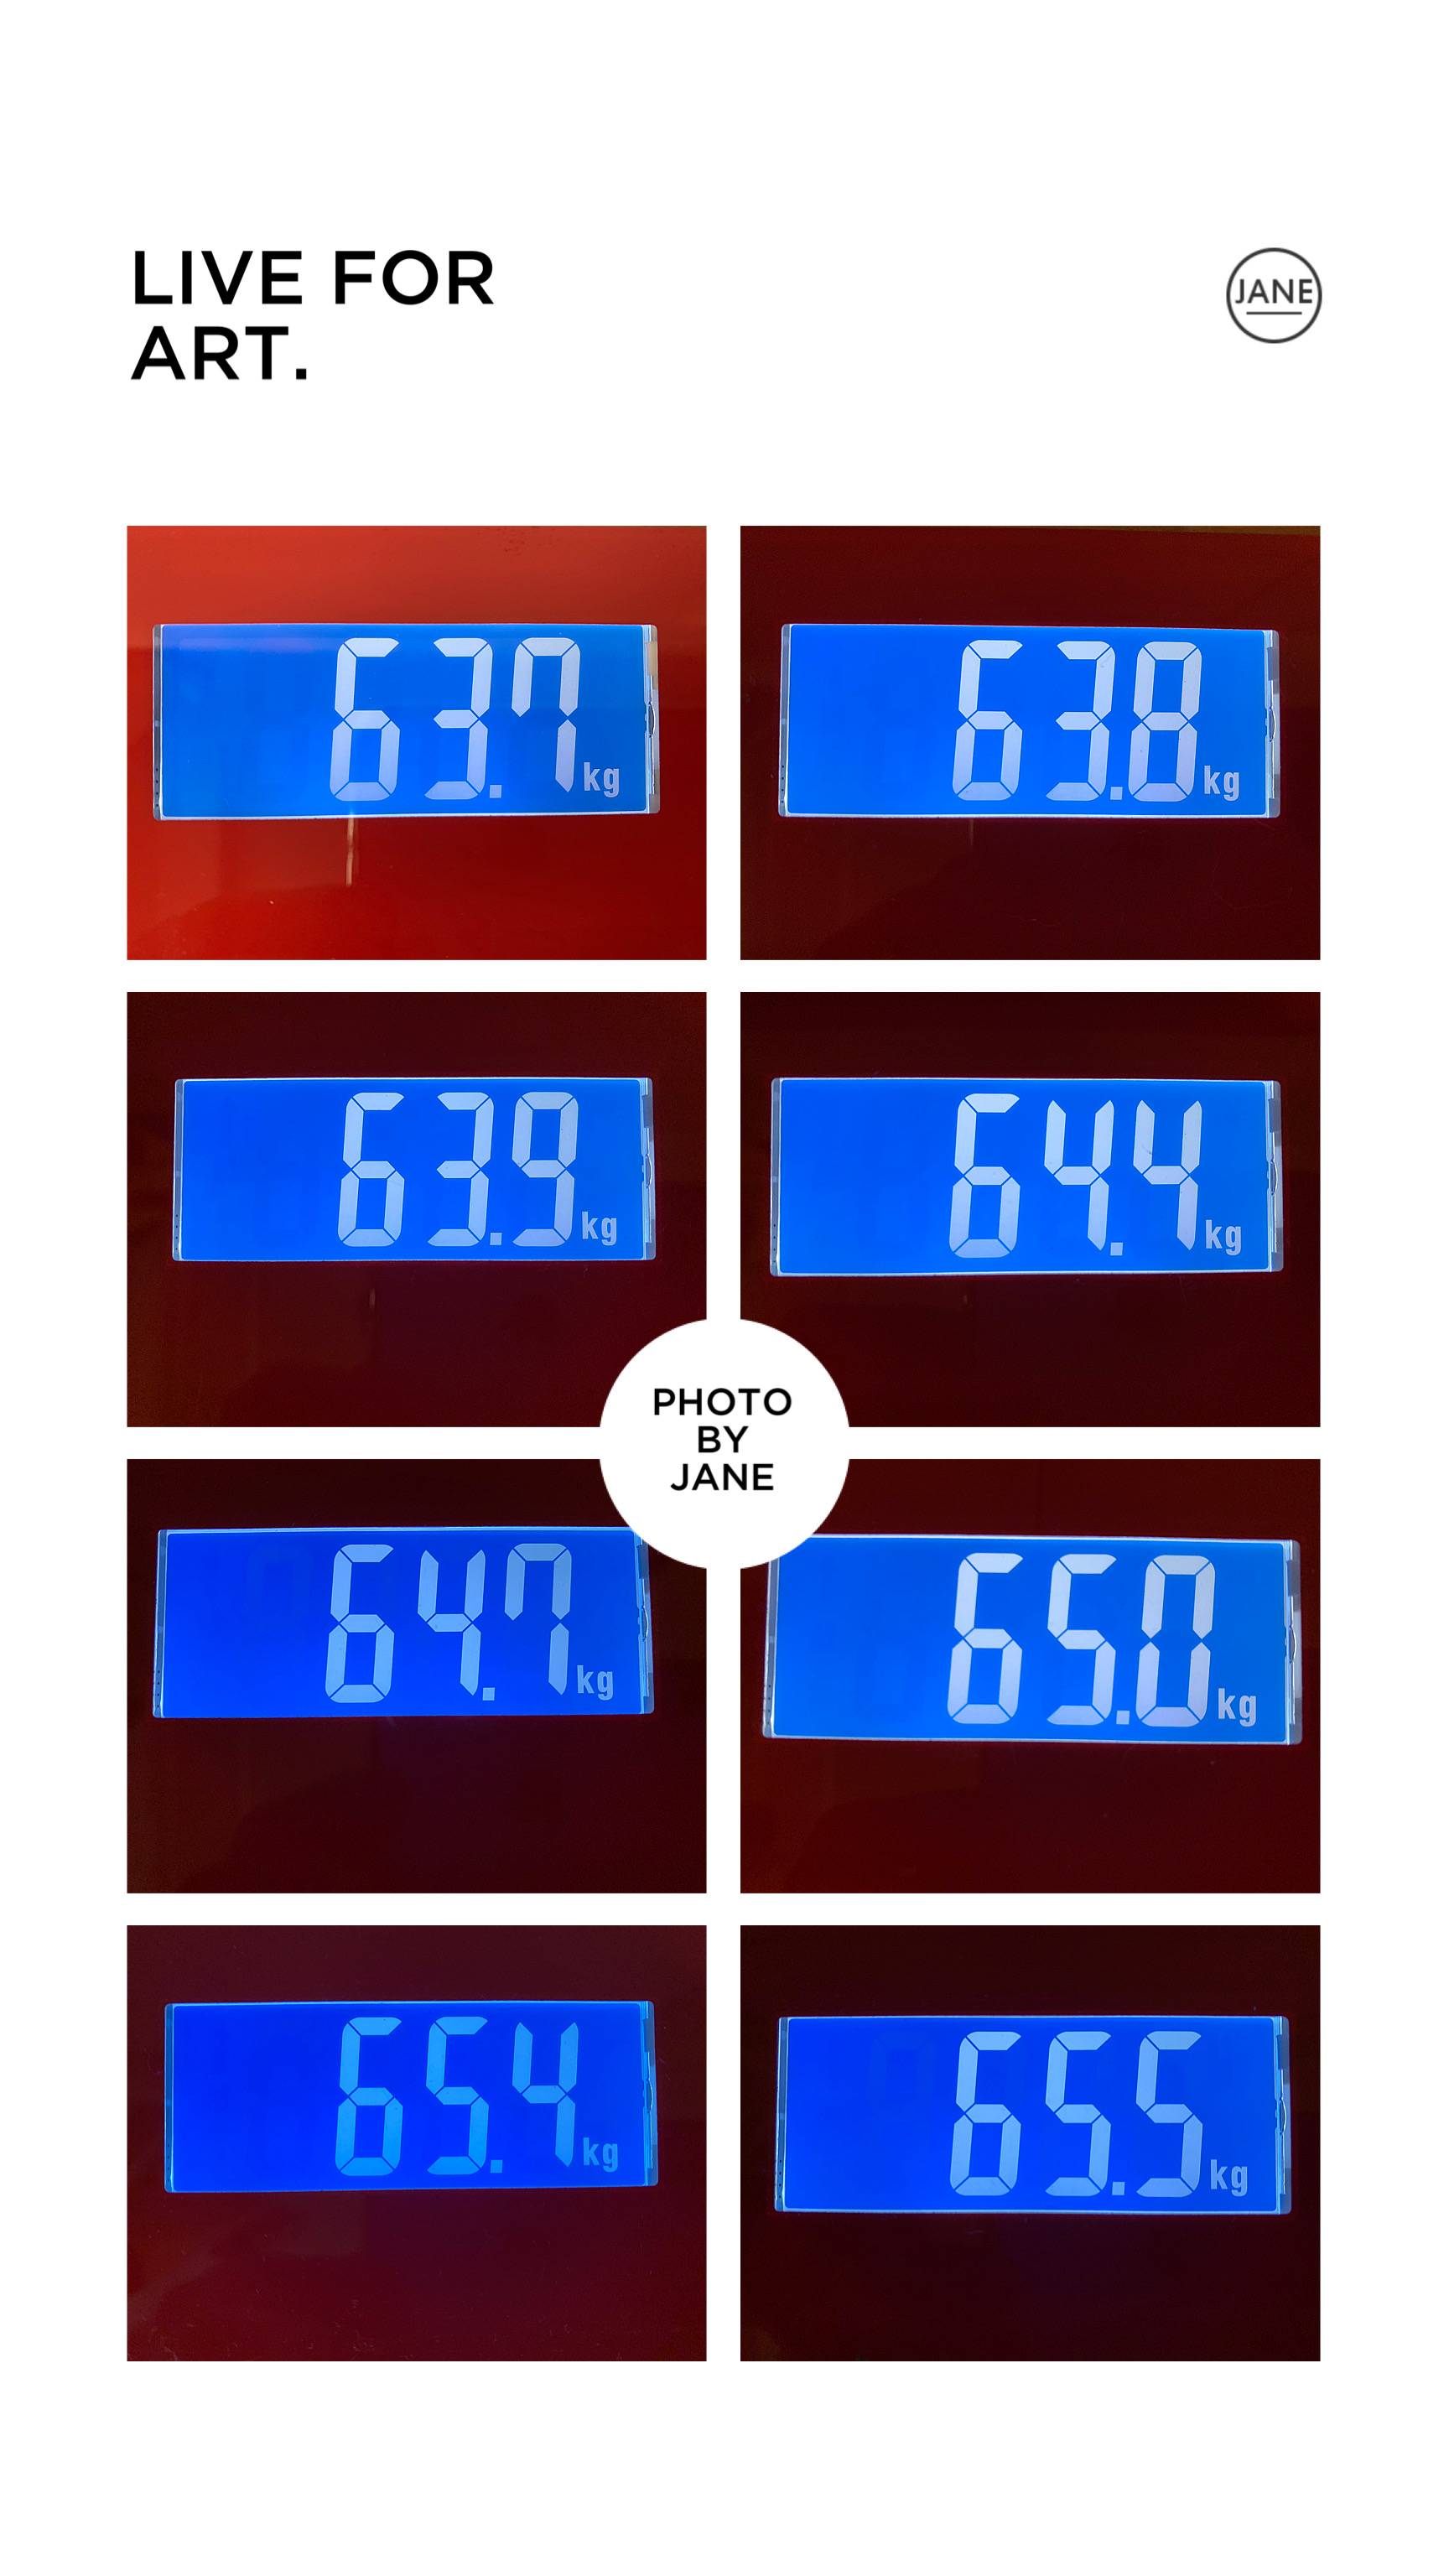 LIVE FOR
ART.
JANE
63.7 kg
63.8 kg
63.9 kg
64.4 kg
PHOTO
BY
JANE
64.7 kg
65.0 kg
65.4 kg
65.5 kg